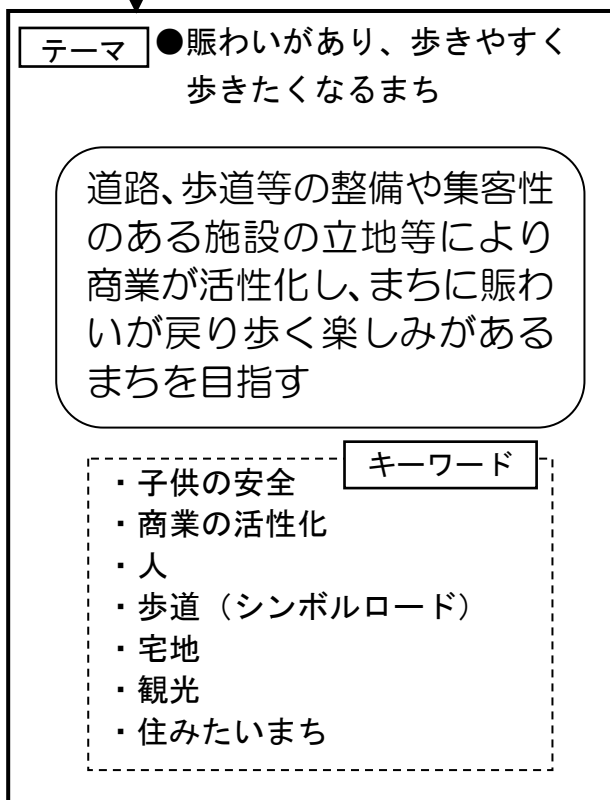 テーマ ●賑わいがあり、歩きやすく
歩きたくなるまち
道路、歩道等の整備や集客性
のある施設の立地等により
商業が活性化し、まちに賑わ
いが戻り歩く楽しみがある
まちを目指す
キーワード
・子供の安全
・商業の活性化
・人
・歩道（シンボルロード）
・宅地
・観光
・住みたいまち